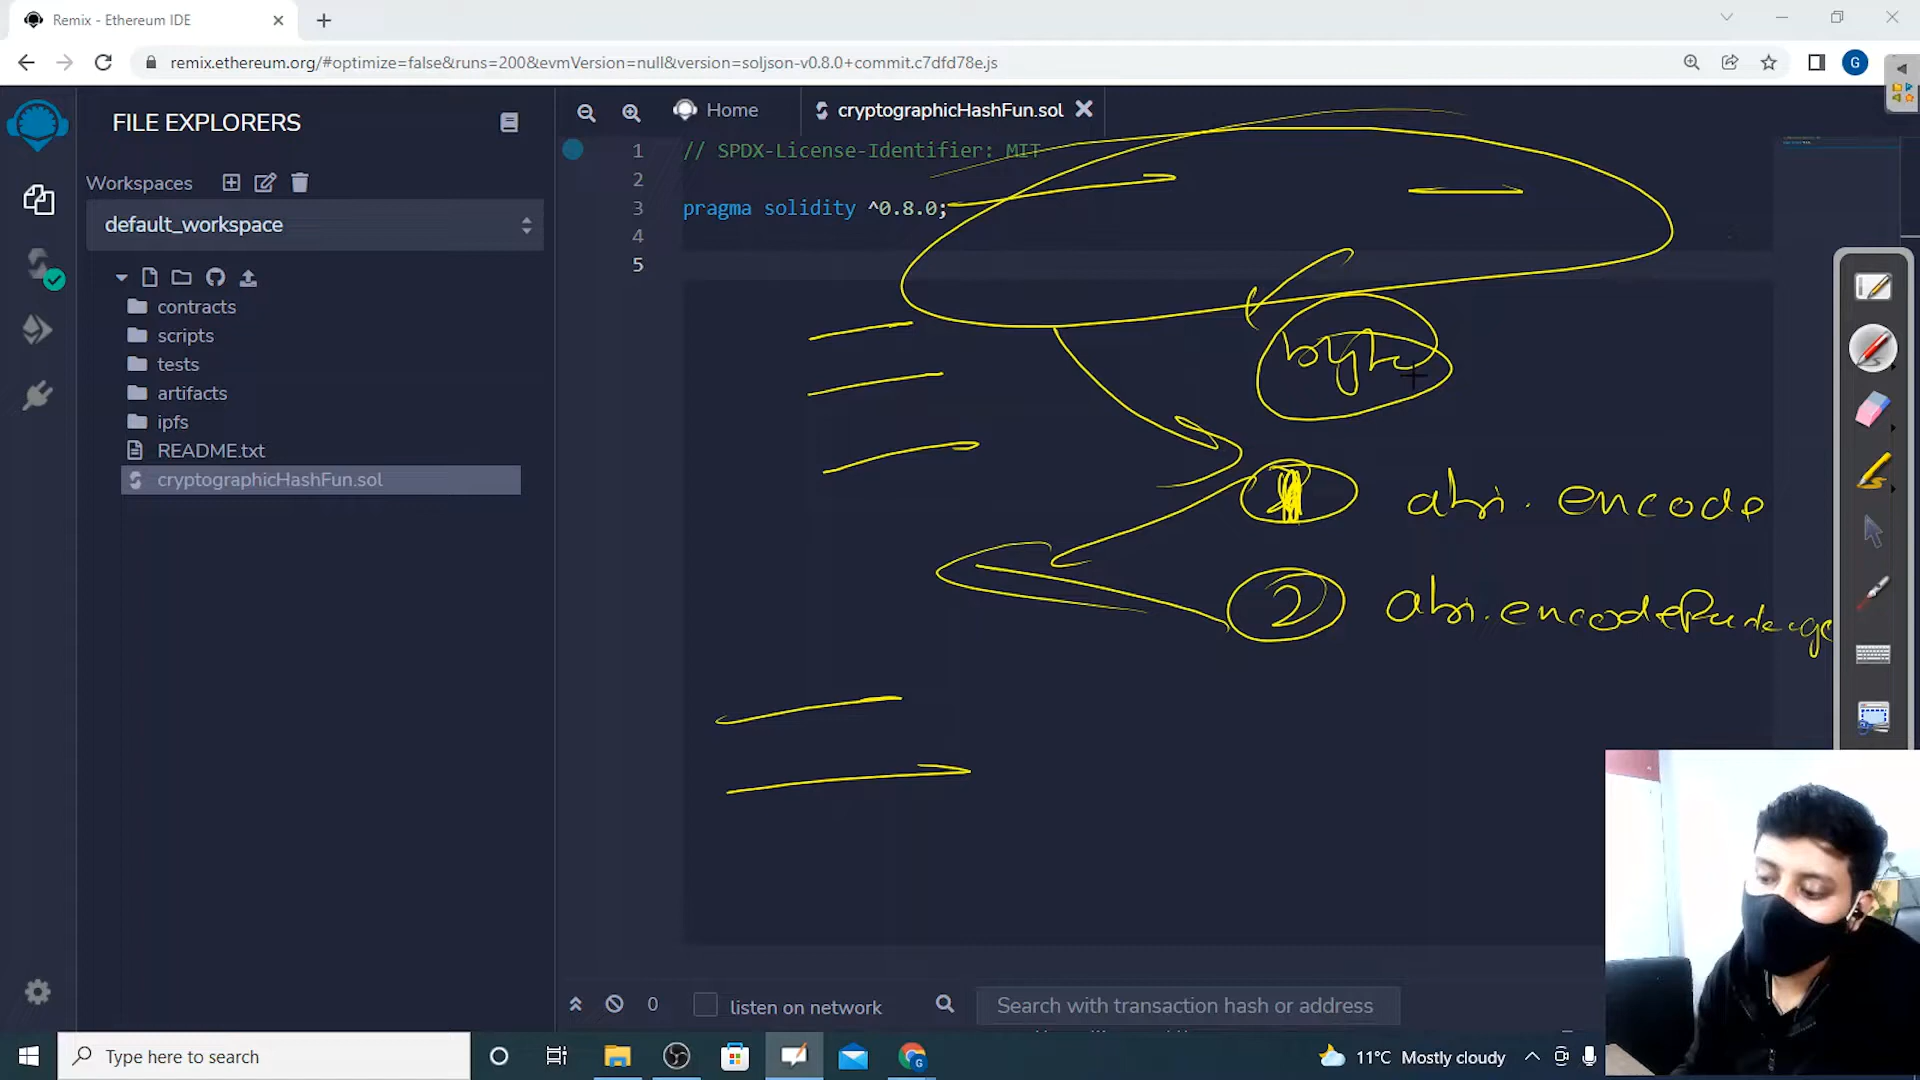 Remix - Ethereum IDE
remix.ethereum.org/#optimize=false&runs=200&evmVersion=null&version=soljson-v0.8.0+commit.c7dfd78e.js
G
FILE EXPLORERS
Home
cryptographicHashFun.sol
Workspaces
default_workspace
contracts
scripts
tests
artifacts
ipfs
README.txt
cryptographicHashFun.sol
1 // SPDX-License-Identifier: MIT
2
3 pragma solidity ^0.8.0;
4
5
byte
1 abi.encode
2 abi.encodePackage
0
listen on network
Search with transaction hash or address
Type here to search
11°C Mostly cloudy